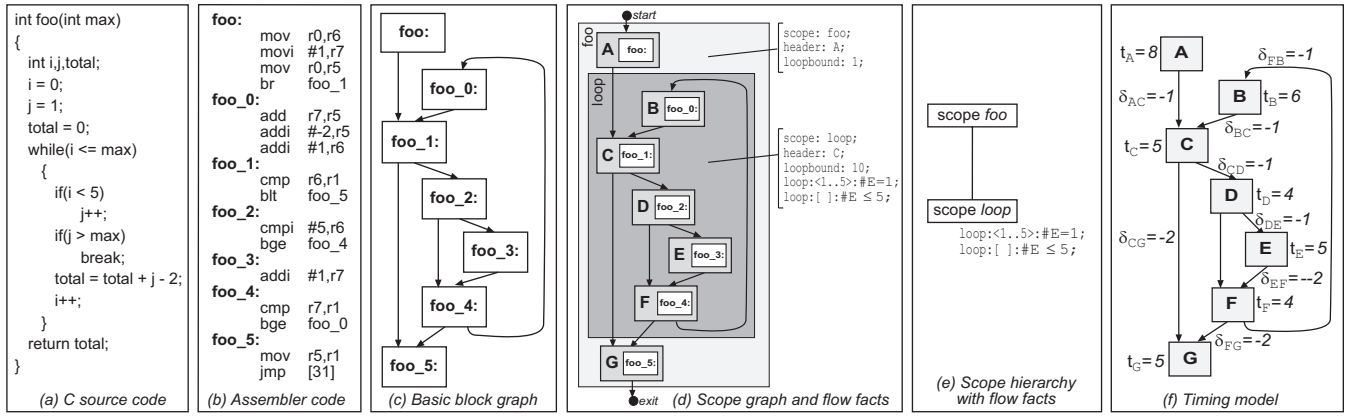 int foo(int max)
{
int i,j,total;
i = 0;
j = 1;
total = 0;
while(i <= max)
{
if(i < 5)
j++;
if(j > max)
break;
total = total + j - 2;
i++;
}
return total;
}
(a) C source code
foo:
mov r0,r6
movi #1,r7
mov r0,r5
br foo_1
foo_0:
add r7,r5
addi #-2,r5
addi #1,r6
foo_1:
cmp r6,r1
blt foo_5
foo_2:
cmpi #5,r6
bge foo_4
foo_3:
addi #1,r7
foo_4:
cmp r7,r1
bge foo_0
foo_5:
mov r5,r1
jmp [31]
(b) Assembler code
foo:
foo_0:
foo_1:
foo_2:
foo_3:
foo_4:
foo_5:
(c) Basic block graph
start
foo
A foo:
loop
B foo_0:
C foo_1:
D foo_2:
E foo_3:
F foo_4:
G foo_5:
exit
scope: foo;
header: A;
loopbound: 1;
scope: loop;
header: C;
loopbound: 10;
loop:<1..5>:#E=1;
loop:[ ]:#E ≤ 5;
(d) Scope graph and flow facts
scope foo
scope loop
loop:<1..5>:#E=1;
loop:[ ]:#E ≤ 5;
(e) Scope hierarchy
with flow facts
tA=8 A
δFB=-1
B tB=6
δAC=-1
δBC=-1
tC=5 C
δCD=-1
D tD=4
δDE=-1
δCG=-2
E tE=5
δEF=--2
F tF=4
δFG=-2
tG=5 G
(f) Timing model